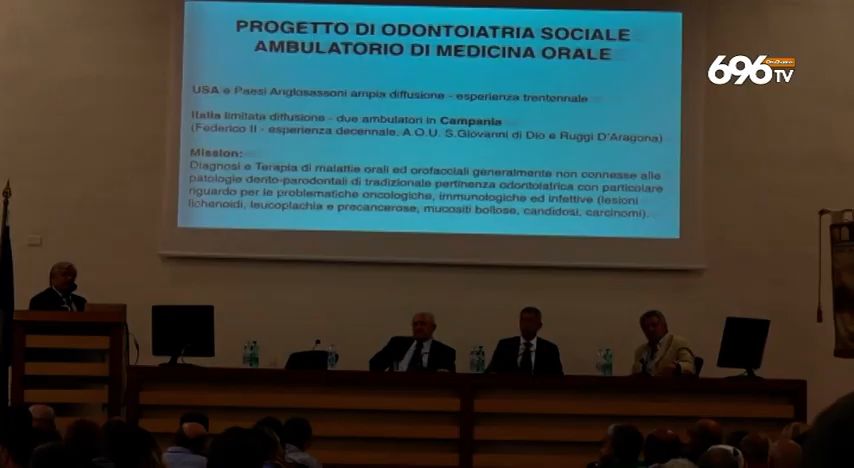 PROGETTO DI ODONTOIATRIA SOCIALE
AMBULATORIO DI MEDICINA ORALE
696
OttoChannel
TV
USA e Paesi Anglosassoni ampia diffusione - esperienza trentennale
Italia limitata diffusione - due ambulatori in Campania
(Federico II - esperienza decennale, A.O.U. S.Giovanni di Dio e Ruggi D'Aragona)
Mission:
Diagnosi e Terapia di malattie orali ed orofacciali generalmente non connesse alle
patologie dento-parodontali di tradizionale pertinenza odontoiatrica con particolare
riguardo per le problematiche oncologiche, immunologiche ed infettive (lesioni
lichenoidi, leucoplachia e precancerose, mucositi bollose, candidosi, carcinomi).